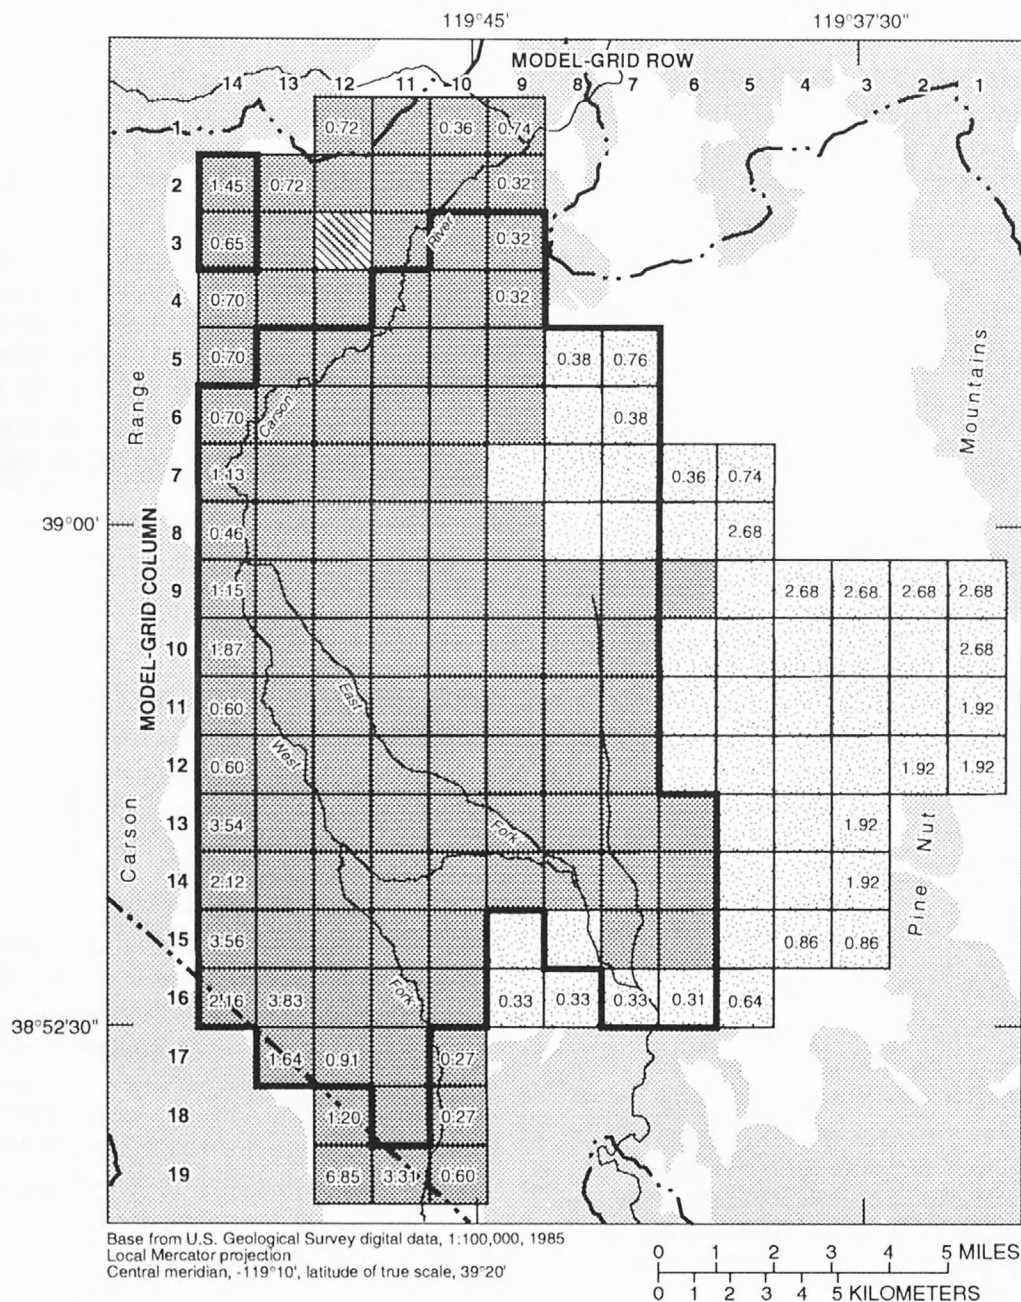 119°45'
119°37'30"
MODEL-GRID ROW
14 13 12 11 10 9 8 7 6 5 4 3 2 1
1 0.72 0.36 0.74
2 1.45 0.72 0.32
River
3 0.65 0.32
4 0.70 0.32
5 0.70 0.38 0.76
Range
Mountains
6 0.70 Carson 0.38
7 1.13 0.36 0.74
39°00'
MODEL-GRID COLUMN
8 0.46 2.68
9 1.15 2.68 2.68 2.68 2.68
10 1.87 2.68
East
11 0.60 1.92
West
12 0.60 1.92 1.92
Carson
13 3.54 Fork 1.92
Pine Nut
14 2.12 1.92
15 3.56 0.86 0.86
16 2.16 3.83 Fork 0.33 0.33 0.33 0.31 0.64
38°52'30"
17 1.64 0.91 0.27
18 1.20 0.27
19 6.85 3.31 0.60
Base from U.S. Geological Survey digital data, 1:100,000, 1985
Local Mercator projection
Central meridian, -119°10', latitude of true scale, 39°20'
0 1 2 3 4 5 MILES
0 1 2 3 4 5 KILOMETERS